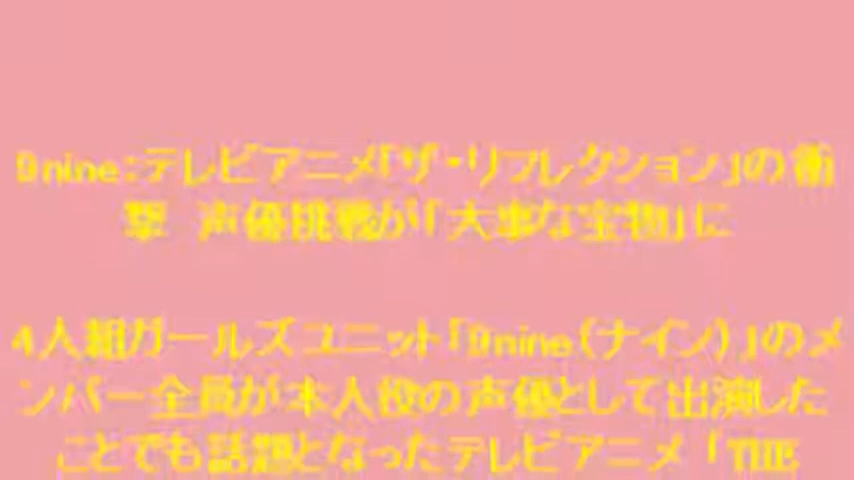 9nine：テレビアニメ「ザ・リフレクション」の衝
撃　声優挑戦が「大事な宝物」に
4人組ガールズユニット「9nine（ナイン）」のメ
ンバー全員が本人役の声優として出演した
ことでも話題となったテレビアニメ「THE